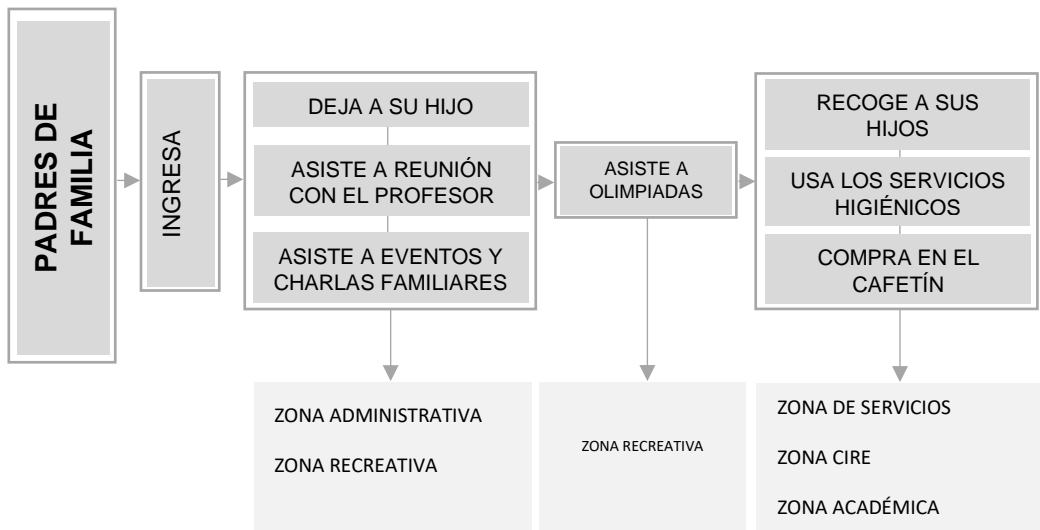 PADRES DE
FAMILIA
INGRESA
DEJA A SU HIJO
ASISTE A REUNIÓN
CON EL PROFESOR
ASISTE A EVENTOS Y
CHARLAS FAMILIARES
ASISTE A
OLIMPIADAS
RECOGE A SUS
HIJOS
USA LOS SERVICIOS
HIGIÉNICOS
COMPRA EN EL
CAFETÍN
ZONA ADMINISTRATIVA
ZONA RECREATIVA
ZONA RECREATIVA
ZONA DE SERVICIOS
ZONA CIRE
ZONA ACADÉMICA